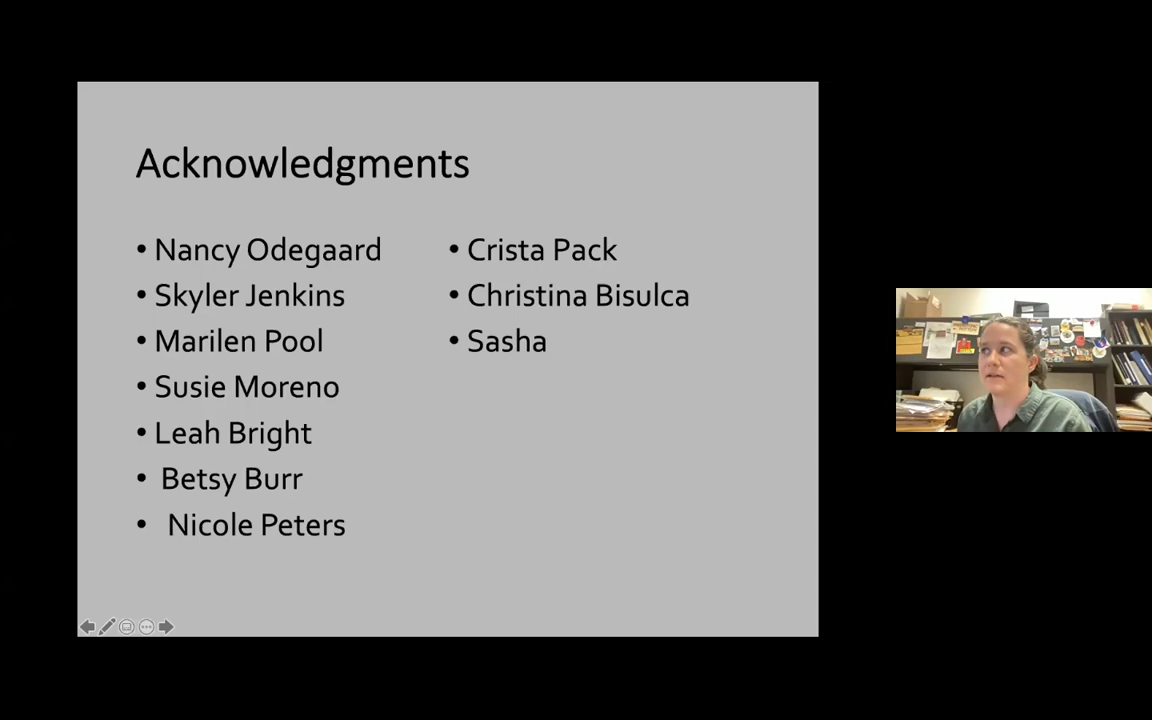 Acknowledgments
• Nancy Odegaard
• Skyler Jenkins
• Marilen Pool
• Susie Moreno
• Leah Bright
• Betsy Burr
• Nicole Peters
• Crista Pack
• Christina Bisulca
• Sasha